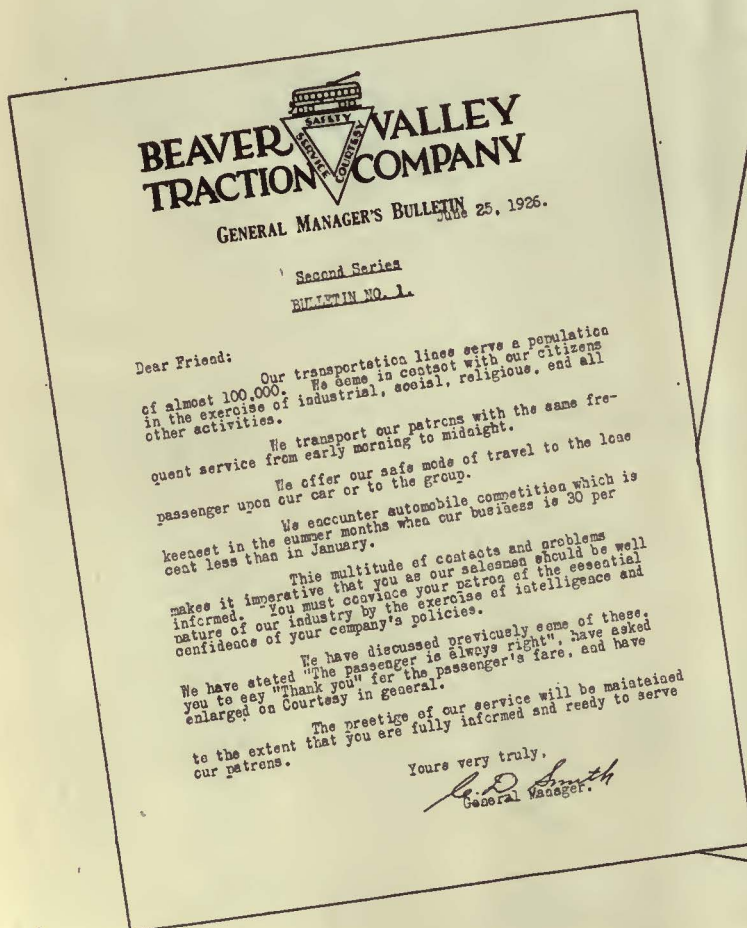 BEAVER VALLEY
TRACTION COMPANY
SAFETY
SERVICE
COURTESY
GENERAL MANAGER'S BULLETIN
June 25, 1926.
Second Series
BULLETIN NO. 1.
Dear Friend:
Our transportation lines serve a population
of almost 100,000. We come in contact with our citizens
in the exercise of industrial, social, religious, and all
other activities.
We transport our patrons with the same fre-
quent service from early morning to midnight.
We offer our safe mode of travel to the lone
passenger upon our car or to the group.
We encounter automobile competition which is
keenest in the summer months when our business is 30 per
cent less than in January.
This multitude of contacts and problems
makes it imperative that you as our salesmen should be well
informed. You must convince your patron of the essential
nature of our industry by the exercise of intelligence and
confidence of your company's policies.
We have discussed previously some of these.
We have stated "The passenger is always right", have asked
you to say "Thank you" for the passenger's fare, and have
enlarged on Courtesy in general.
The prestige of our service will be maintained
to the extent that you are fully informed and ready to serve
our patrons.
Yours very truly,
C. D. Smith
General Manager.